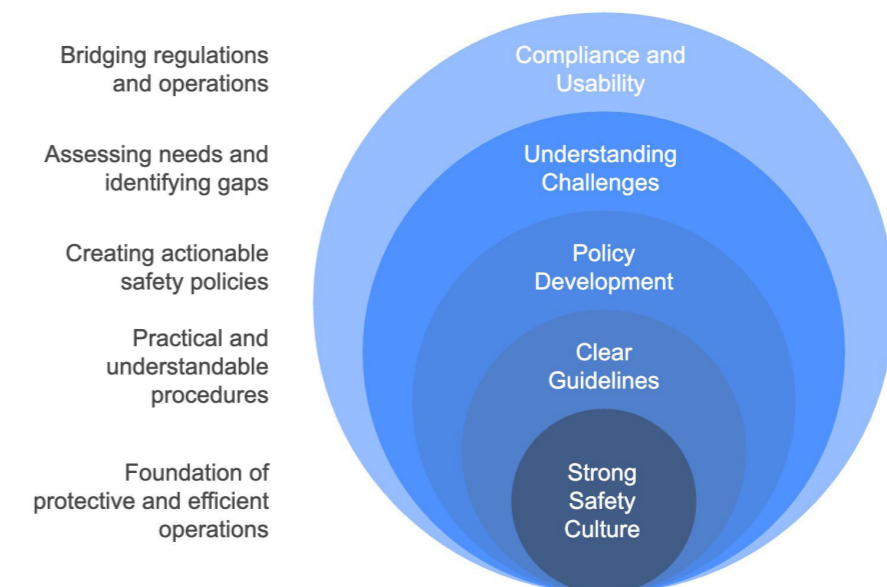 Bridging regulations
and operations
Compliance and
Usability
Assessing needs and
identifying gaps
Understanding
Challenges
Creating actionable
safety policies
Policy
Development
Practical and
understandable
procedures
Clear
Guidelines
Foundation of
protective and efficient
operations
Strong
Safety
Culture